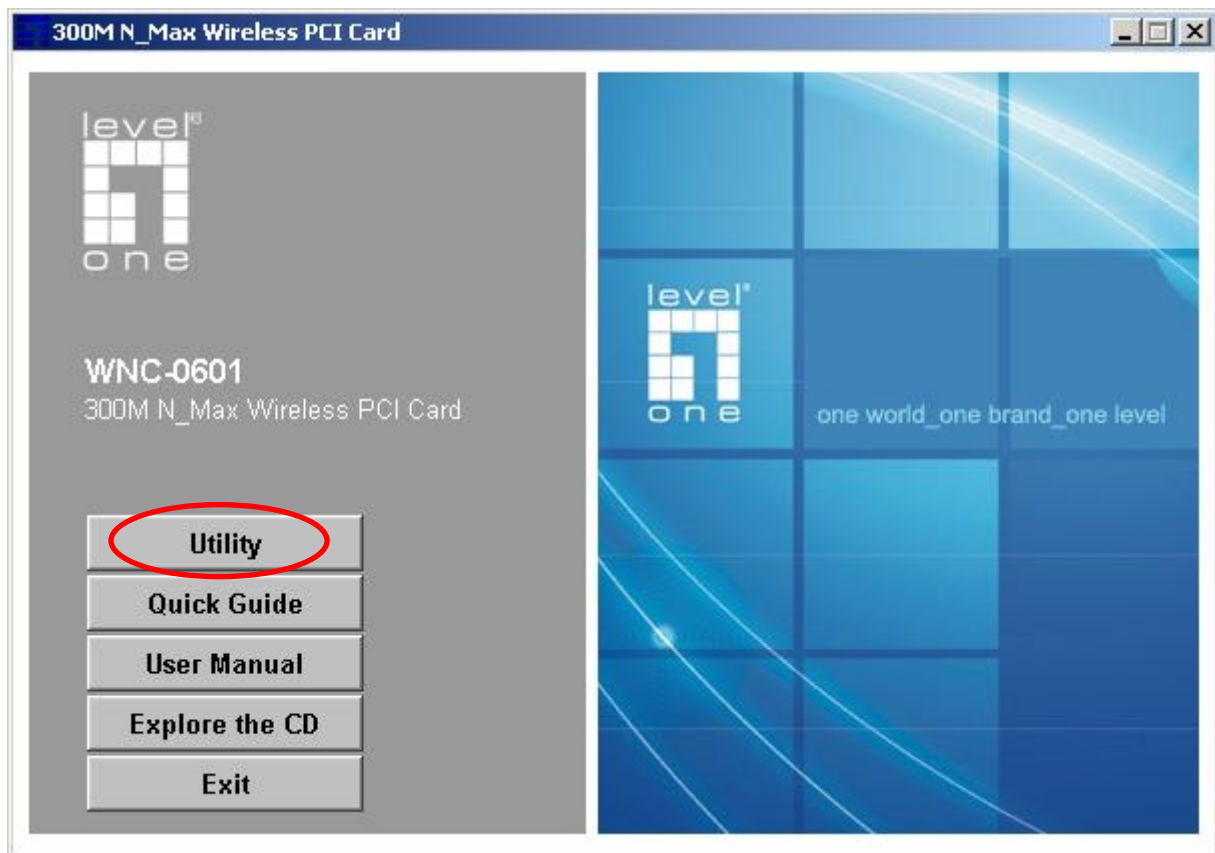 300M N_Max Wireless PCI Card
level®
one
WNC-0601
300M N_Max Wireless PCI Card
Utility
Quick Guide
User Manual
Explore the CD
Exit
level®
one
one world_one brand_one level